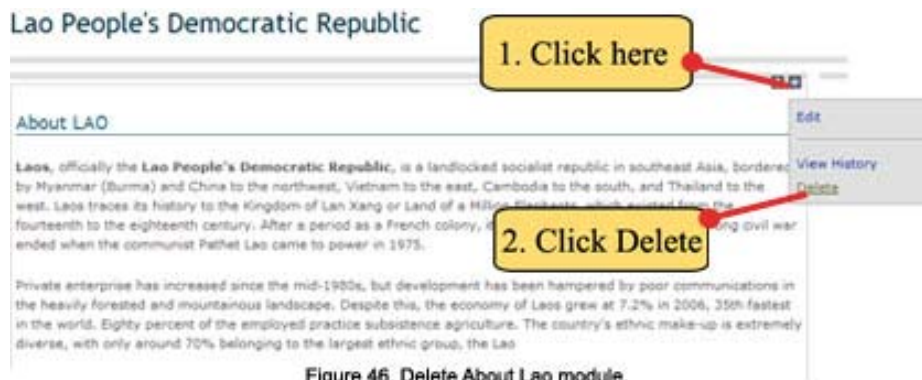 Lao People's Democratic Republic
1. Click here
About LAO
Edit
Laos, officially the Lao People's Democratic Republic, is a landlocked socialist republic in southeast Asia, bordered
View History
by Myanmar (Burma) and China to the northwest, Vietnam to the east, Cambodia to the south, and Thailand to the
Delete
west. Laos traces its history to the Kingdom of Lan Xang or Land of a Million Elephants, which existed from the
fourteenth to the eighteenth century. After a period as a French colony, ong civil war
2. Click Delete
ended when the communist Pathet Lao came to power in 1975.
Private enterprise has increased since the mid-1980s, but development has been hampered by poor communications in
the heavily forested and mountainous landscape. Despite this, the economy of Laos grew at 7.2% in 2006, 35th fastest
in the world. Eighty percent of the employed practice subsistence agriculture. The country's ethnic make-up is extremely
diverse, with only around 70% belonging to the largest ethnic group, the Lao
Figure 46 Delete About Lao module